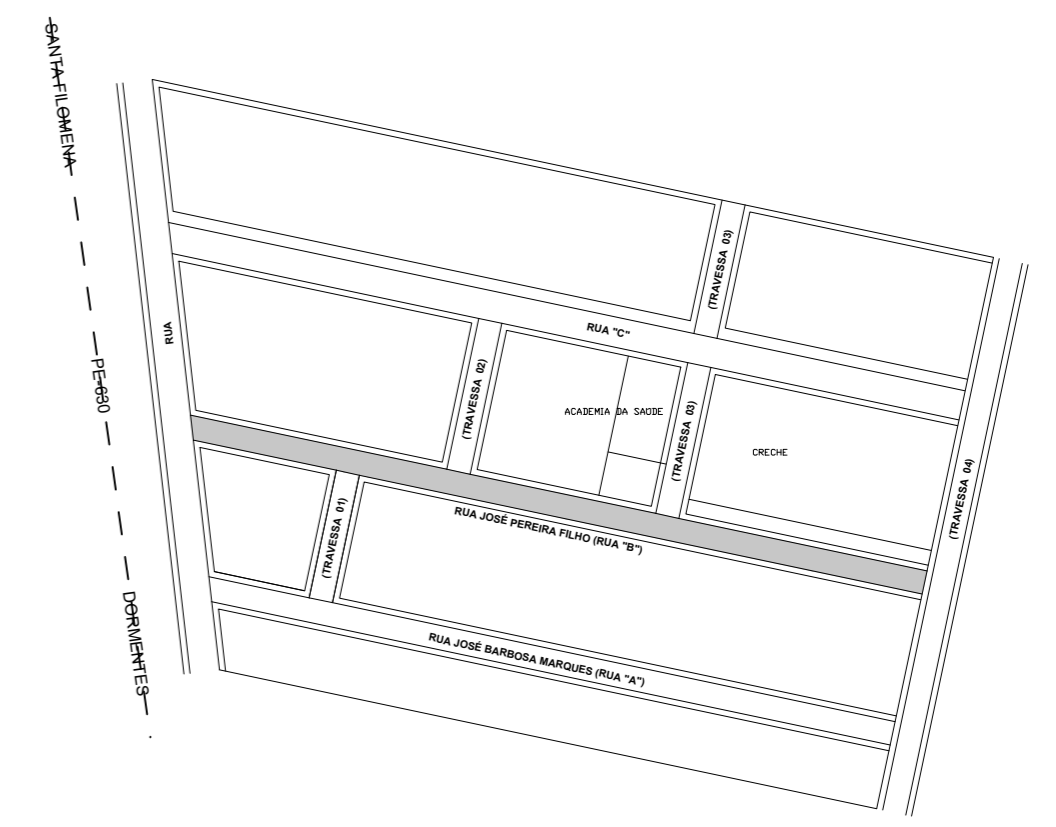 SANTA FILOMENA
PE-630
DORMENTES
RUA
(TRAVESSA 03)
RUA "C"
(TRAVESSA 02)
ACADEMIA DA SAÚDE
(TRAVESSA 03)
CRECHE
(TRAVESSA 04)
(TRAVESSA 01)
RUA JOSÉ PEREIRA FILHO (RUA "B")
RUA JOSÉ BARBOSA MARQUES (RUA "A")